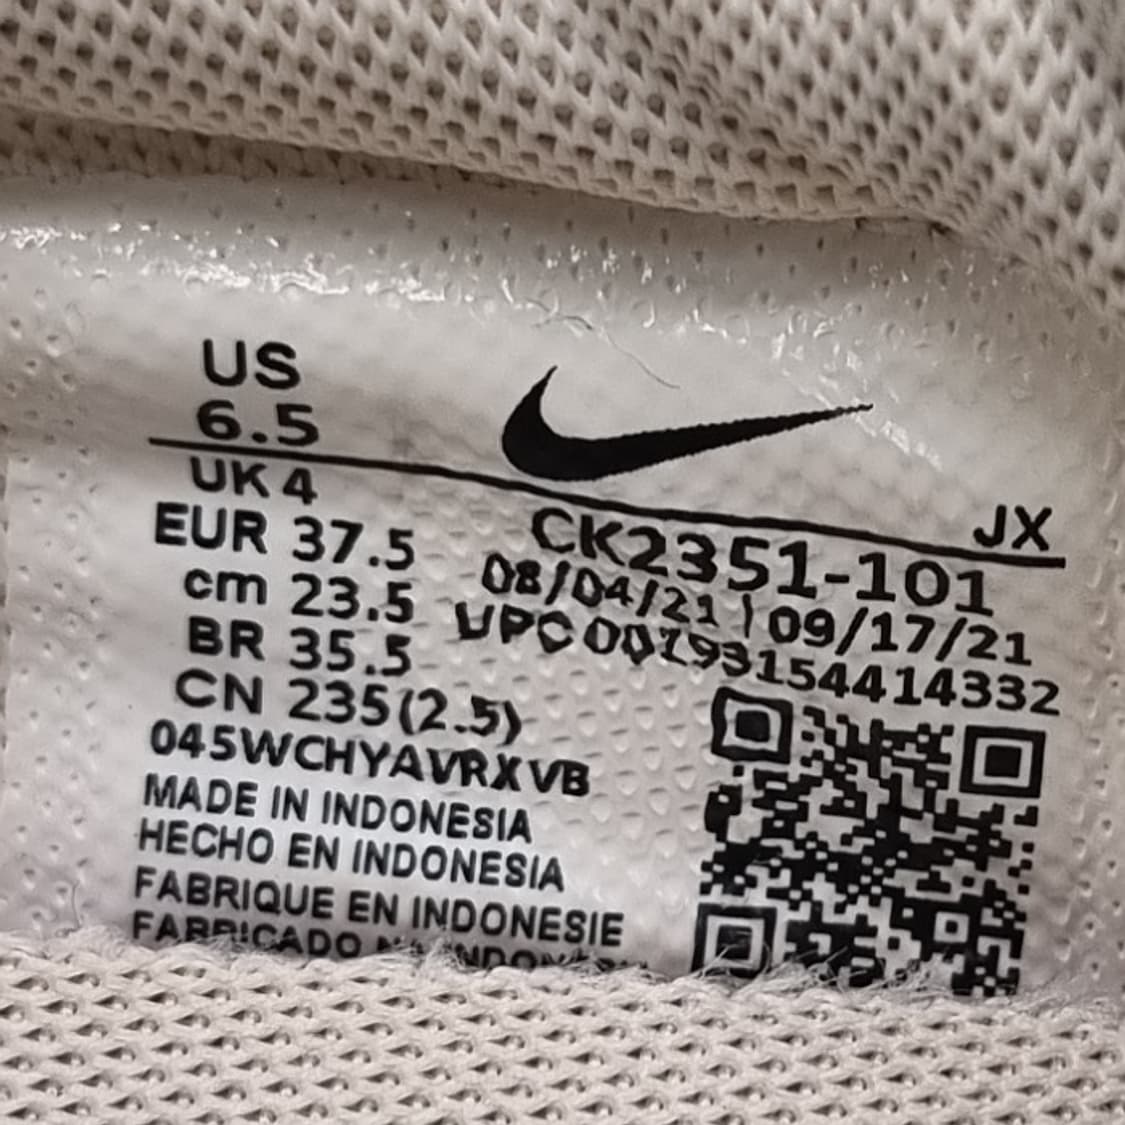 US
6.5
JX
UK 4
EUR 37.5
cm 23.5
BR 35.5
CN 235(2.5)
CK2351-101
08/04/21 | 09/17/21
UPC 00193154414332
045WCHYAVRXVB
MADE IN INDONESIA
HECHO EN INDONESIA
FABRIQUE EN INDONESIE
FABRICADO